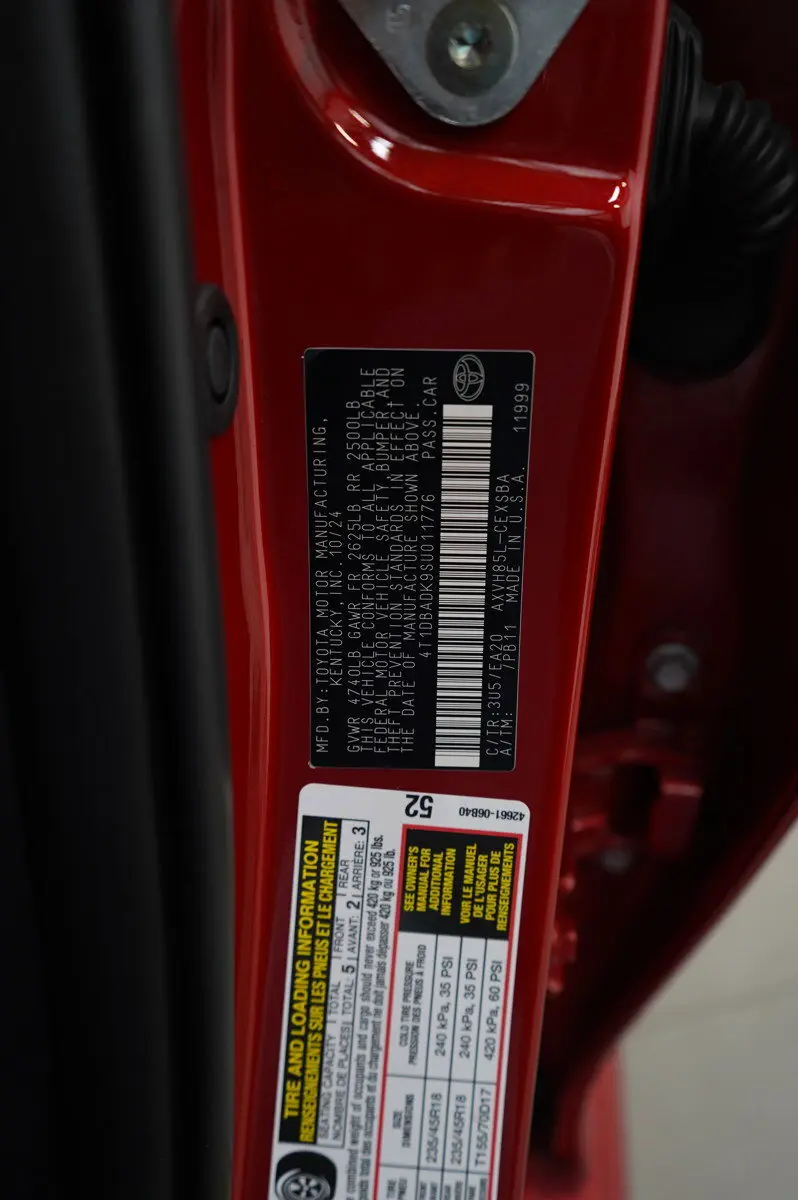 MFD.BY:TOYOTA MOTOR MANUFACTURING,
KENTUCKY, INC. 10/24
GVWR 4740LB GAWR FR 2625LB RR 2500LB
THIS VEHICLE CONFORMS TO ALL APPLICABLE
FEDERAL MOTOR VEHICLE SAFETY, BUMPER, AND
THEFT PREVENTION STANDARDS IN EFFECT ON
THE DATE OF MANUFACTURE SHOWN ABOVE.
4T1DBADK9SU011776 PASS.CAR
C/TR:3U5/EA20 AXVH85L-CEXSBA
A/TM: /PB11 MADE IN U.S.A. 11999
52
42661-06B40
TIRE AND LOADING INFORMATION
RENSEIGNEMENTS SUR LES PNEUS ET LE CHARGEMENT
SEATING CAPACITY TOTAL FRONT REAR
NOMBRE DE PLACES TOTAL: 5 AVANT: 2 ARRIÈRE: 3
combined weight of occupants and cargo should never exceed 420 kg or 925 lbs.
total des occupants et du chargement ne doit jamais dépasser 420 kg ou 925 lb.
TIRE
PNEU
SIZE
DIMENSIONS
COLD TIRE PRESSURE
PRESSION DES PNEUS À FROID
235/45R18 240 kPa, 35 PSI
235/45R18 240 kPa, 35 PSI
T155/70D17 420 kPa, 60 PSI
SEE OWNER'S
MANUAL FOR
ADDITIONAL
INFORMATION
VOIR LE MANUEL
DE L'USAGER
POUR PLUS DE
RENSEIGNEMENTS